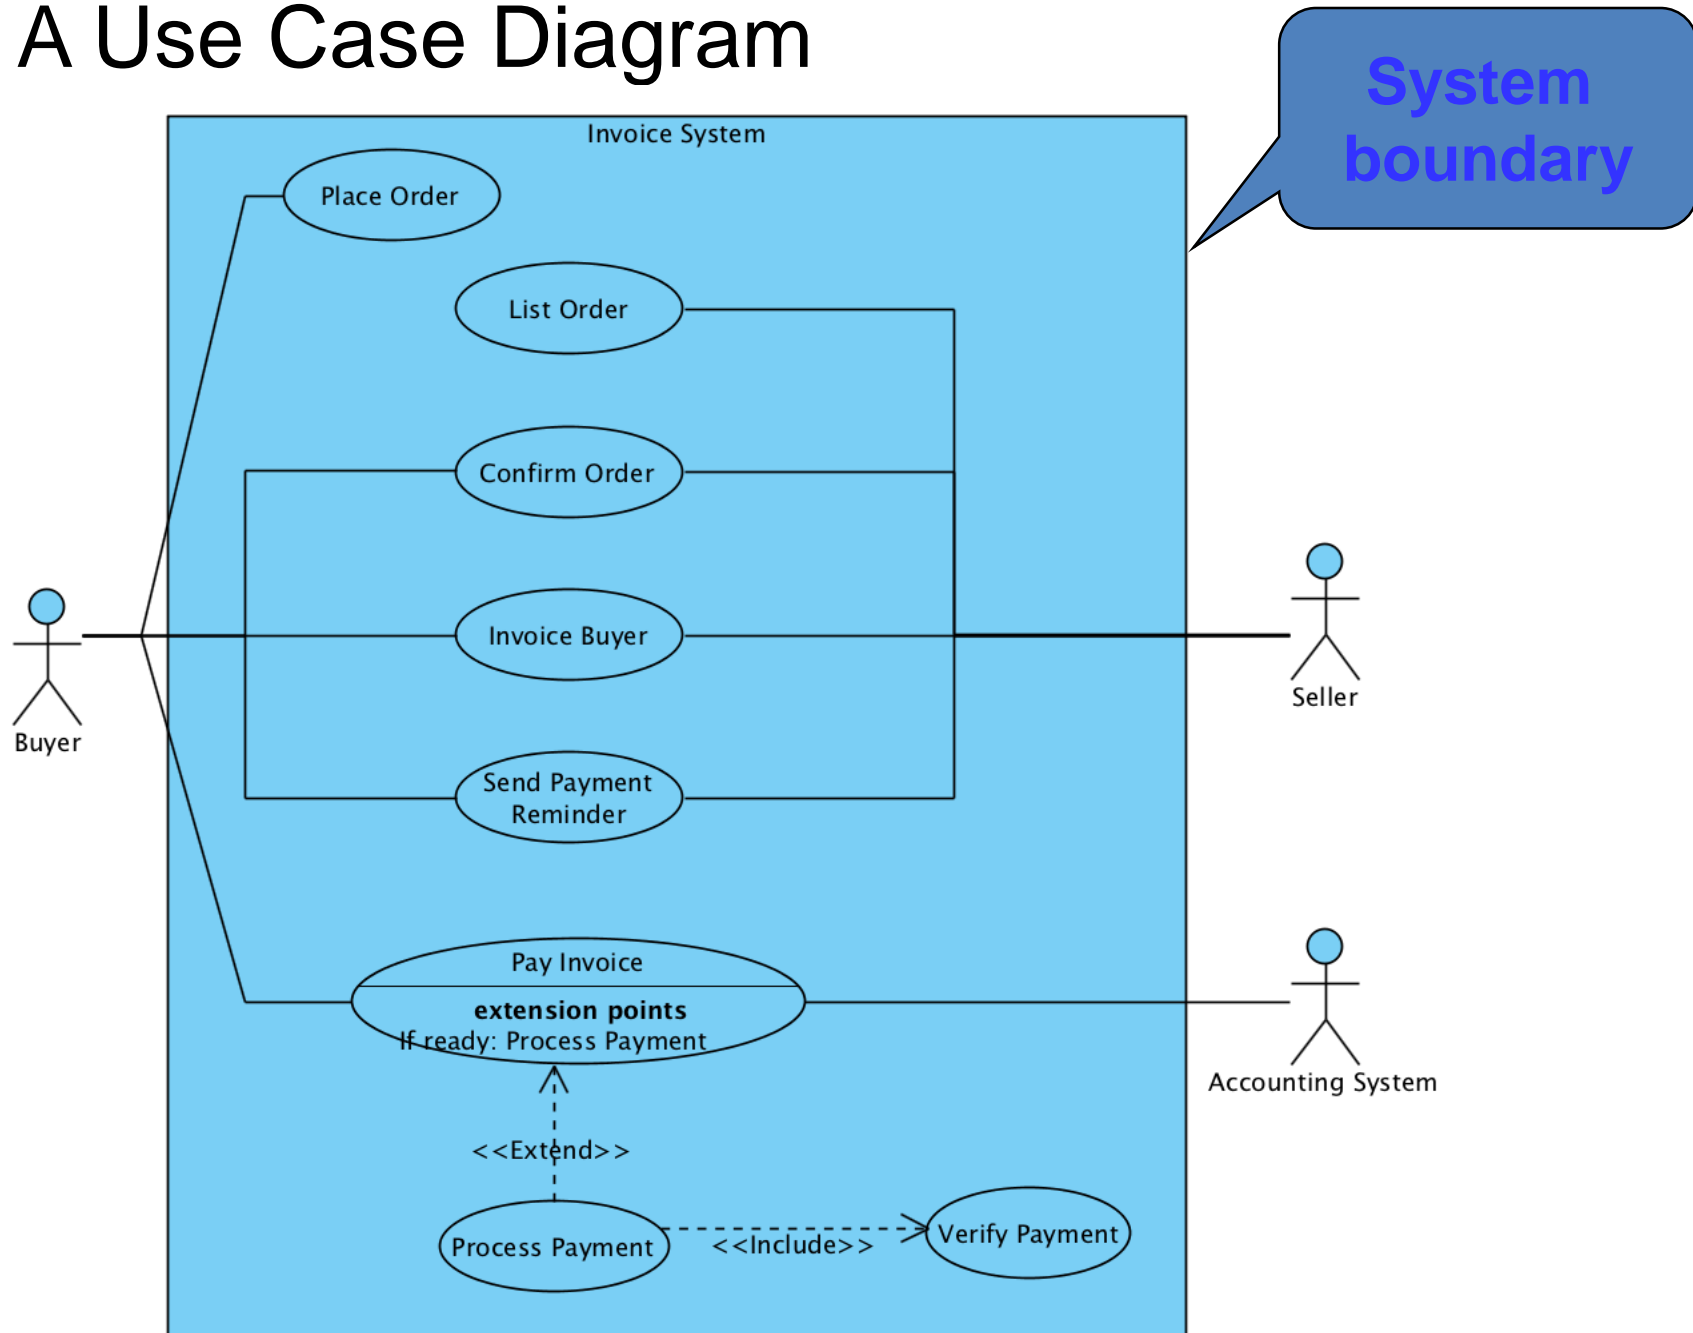 A Use Case Diagram
System
boundary
Invoice System
Place Order
List Order
Confirm Order
Invoice Buyer
Send Payment
Reminder
Buyer
Seller
Pay Invoice
extension points
If ready: Process Payment
Accounting System
<<Extend>>
Process Payment
<<Include>>
Verify Payment